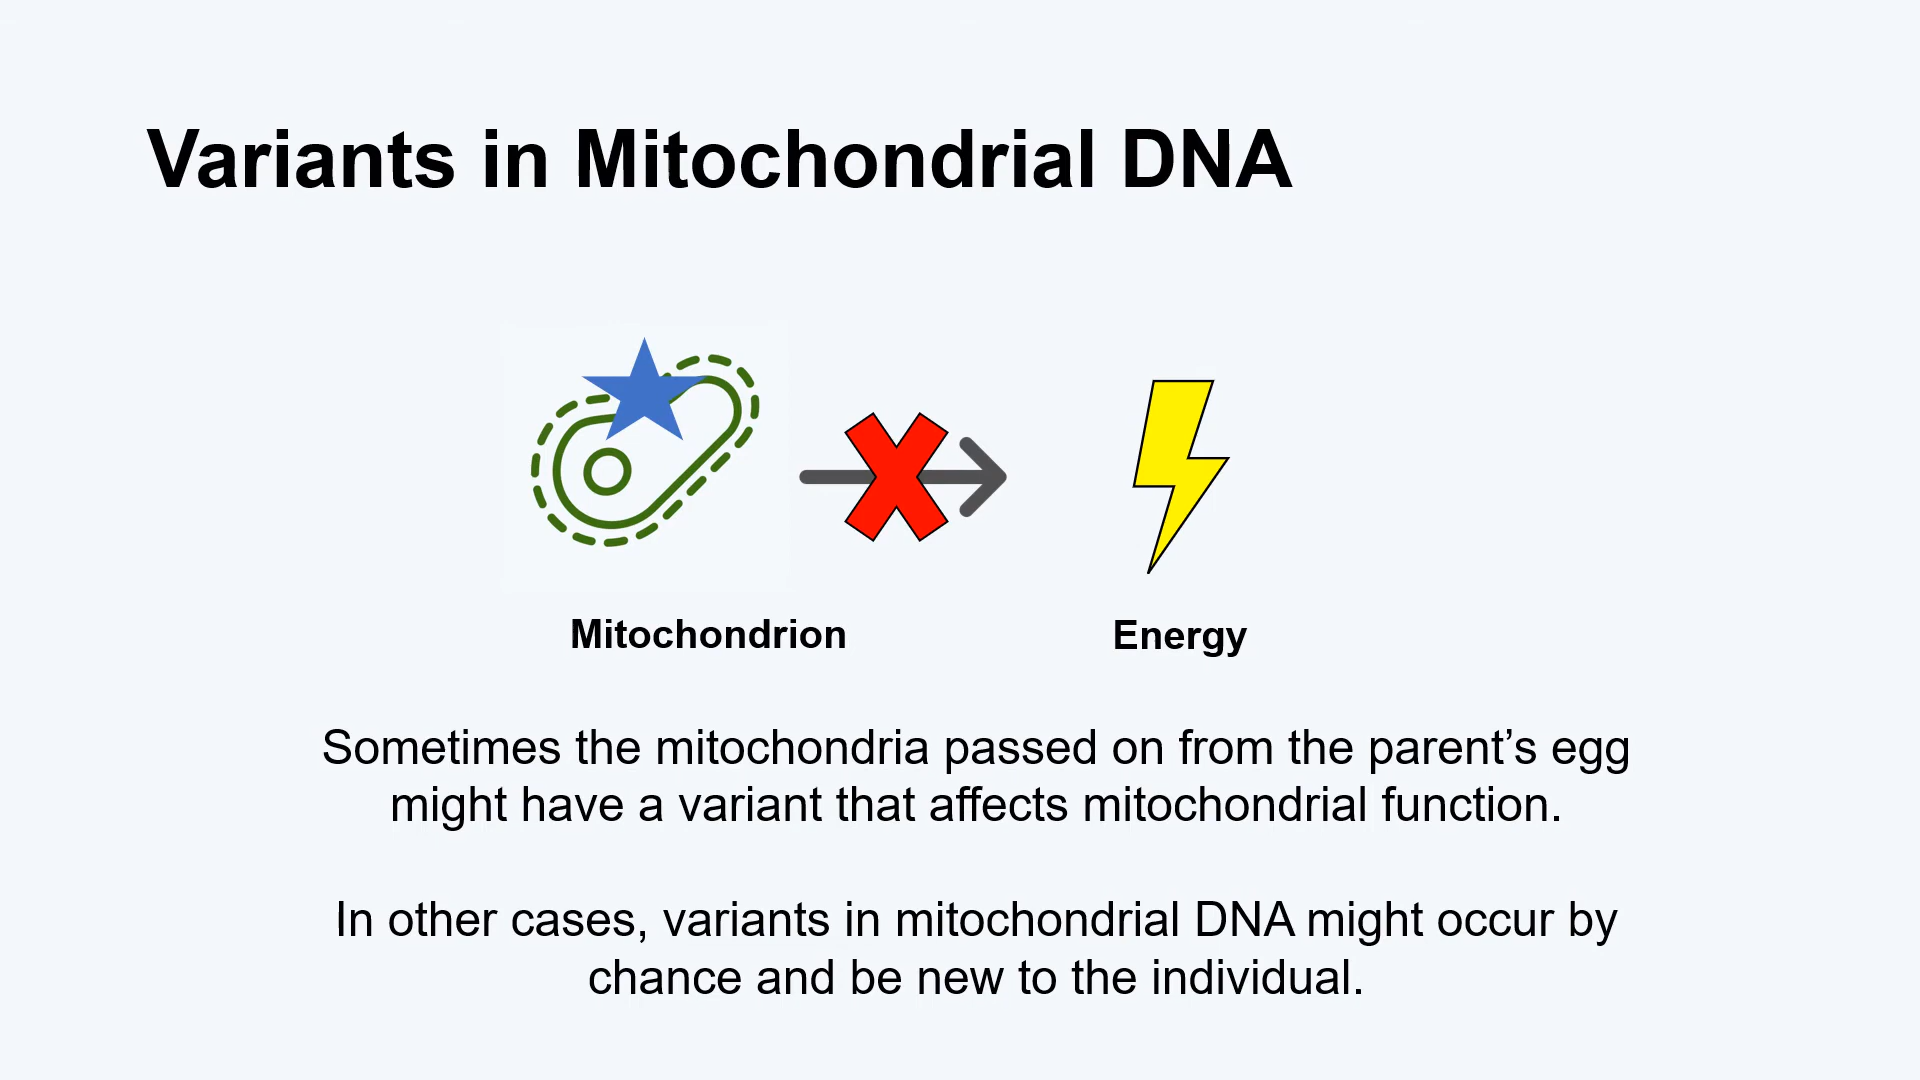 Variants in Mitochondrial DNA
Mitochondrion
Energy
Sometimes the mitochondria passed on from the parent’s egg
might have a variant that affects mitochondrial function.
In other cases, variants in mitochondrial DNA might occur by
chance and be new to the individual.